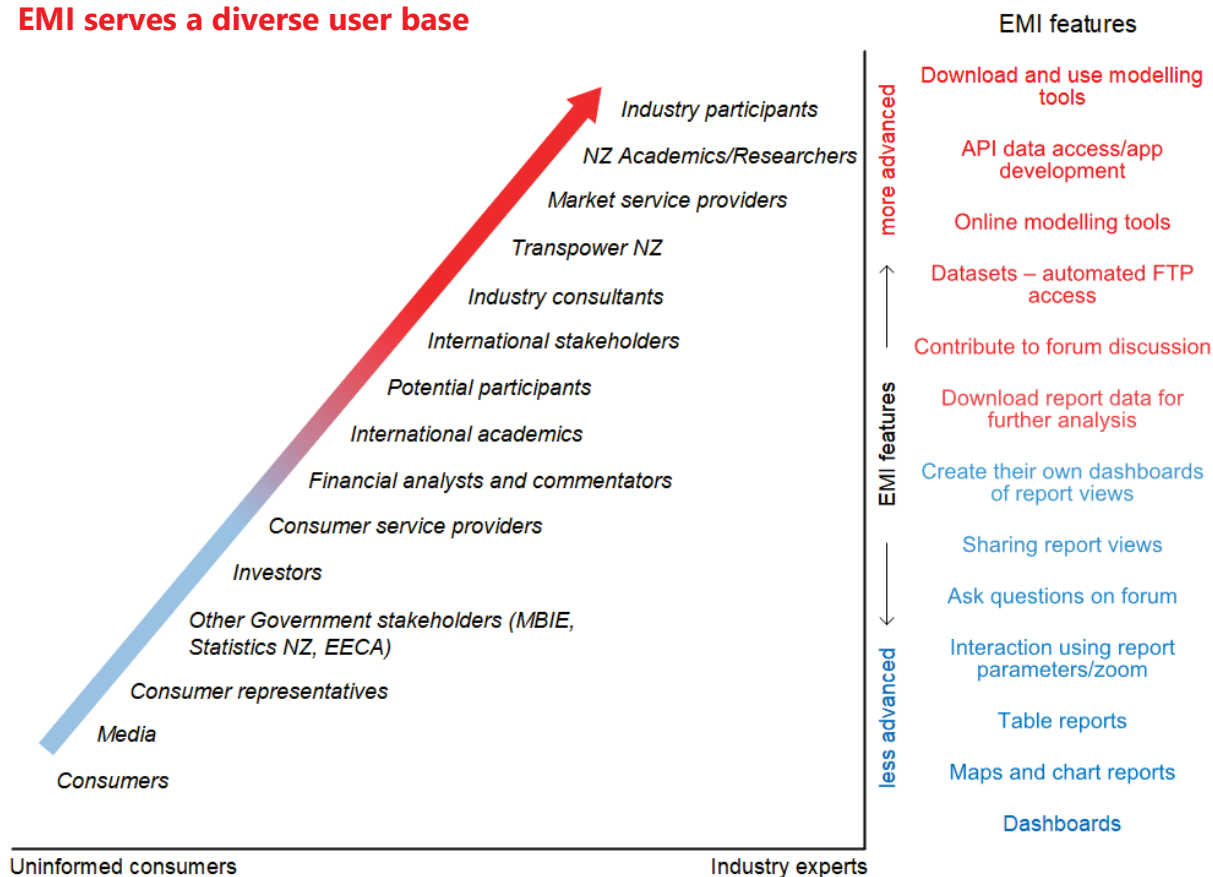 EMI serves a diverse user base
Industry participants
NZ Academics/Researchers
Market service providers
Transpower NZ
Industry consultants
International stakeholders
Potential participants
International academics
Financial analysts and commentators
Consumer service providers
Investors
Other Government stakeholders (MBIE,
Statistics NZ, EECA)
Consumer representatives
Media
Consumers
Uninformed consumers
Industry experts
more advanced
EMI features
less advanced
EMI features
Download and use modelling
tools
API data access/app
development
Online modelling tools
Datasets – automated FTP
access
Contribute to forum discussion
Download report data for
further analysis
Create their own dashboards
of report views
Sharing report views
Ask questions on forum
Interaction using report
parameters/zoom
Table reports
Maps and chart reports
Dashboards